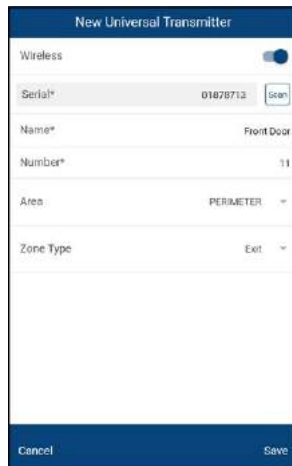 New Universal Transmitter
Wireless
Serial* 01878713 Scan
Name* Front Door
Number* 11
Area PERIMETER
Zone Type Exit
Cancel Save